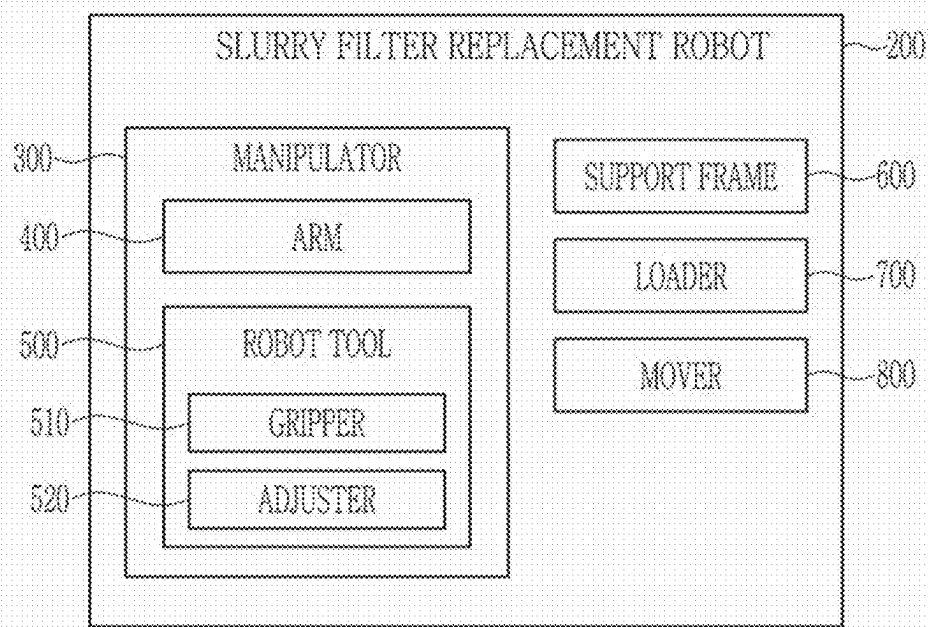 SLURRY FILTER REPLACEMENT ROBOT 200
300 MANIPULATOR
SUPPORT FRAME 600
400 ARM
LOADER 700
500 ROBOT TOOL
MOVER 800
510 GRIPPER
520 ADJUSTER